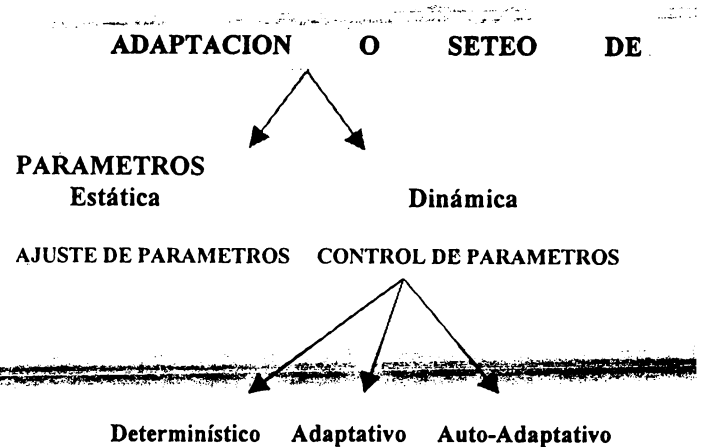 ADAPTACION O SETEO DE
PARAMETROS
Estática Dinámica
AJUSTE DE PARAMETROS CONTROL DE PARAMETROS
Determinístico Adaptativo Auto-Adaptativo